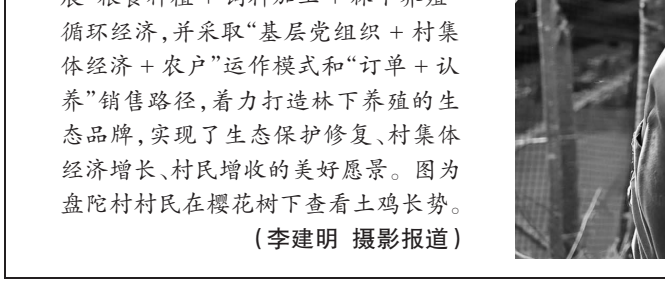 展“粮食种植 + 饲料加工 + 林下养殖”
循环经济,并采取“基层党组织 + 村集
体经济 + 农户”运作模式和“订单 + 认
养”销售路径,着力打造林下养殖的生
态品牌,实现了生态保护修复、村集体
经济增长、村民增收的美好愿景。图为
盘陀村村民在樱花树下查看土鸡长势。
(李建明 摄影报道)